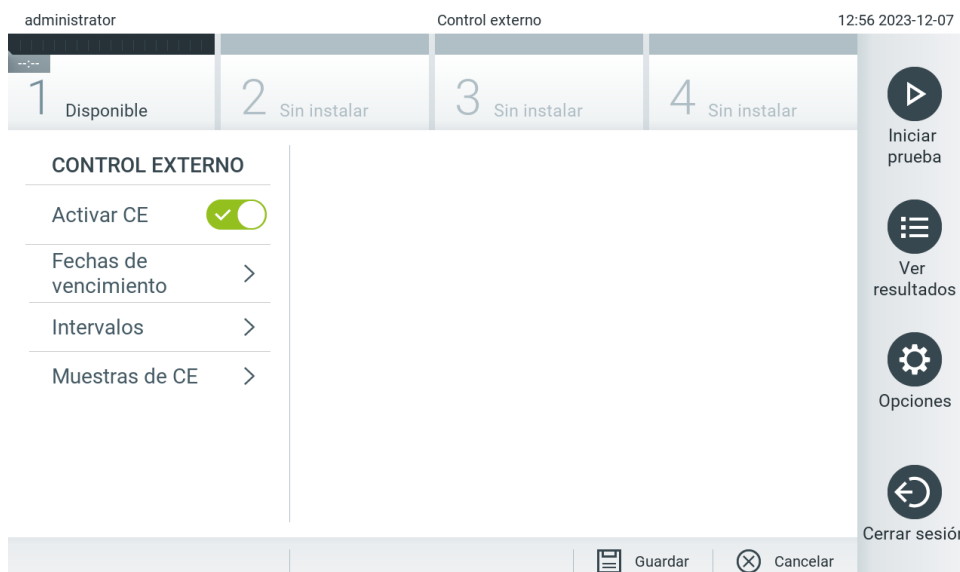 administrator
Control externo
12:56 2023-12-07
--:--
1 Disponible
2 Sin instalar
3 Sin instalar
4 Sin instalar
CONTROL EXTERNO
Activar CE
Fechas de
vencimiento
Intervalos
Muestras de CE
Iniciar
prueba
Ver
resultados
Opciones
Cerrar sesión
Guardar
Cancelar